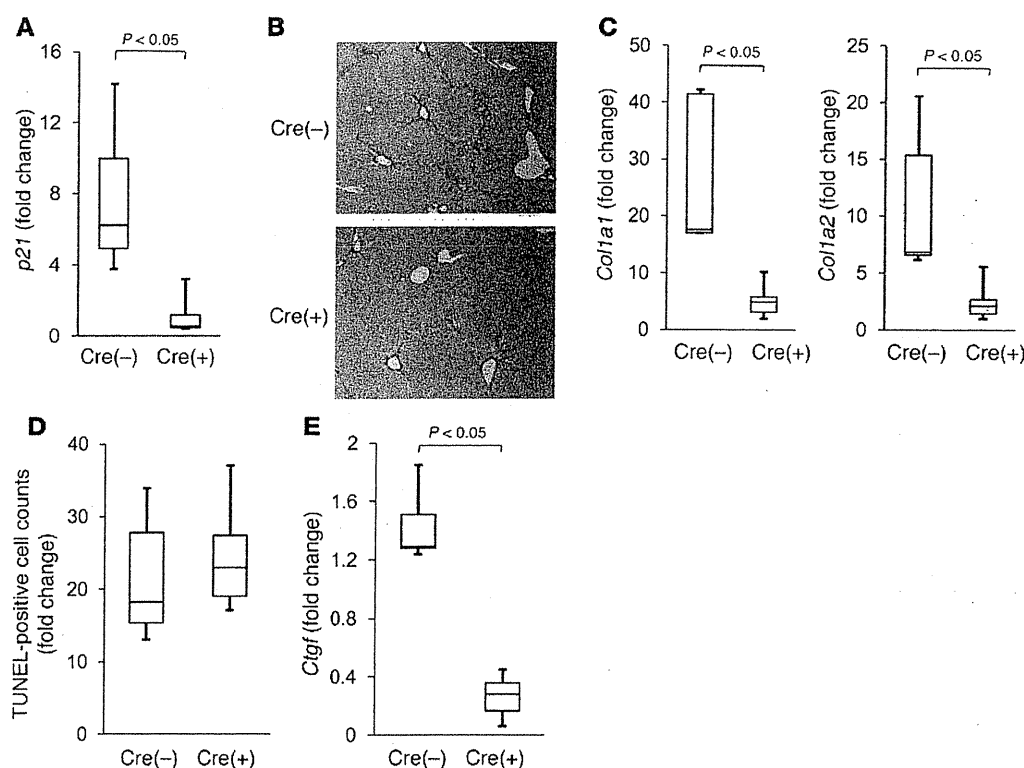 A
P < 0.05
p21 (fold change)
16
12
8
4
0
Cre(–)
Cre(+)
B
Cre(–)
Cre(+)
C
P < 0.05
Col1a1 (fold change)
50
40
30
20
10
0
Cre(–)
Cre(+)
P < 0.05
Col1a2 (fold change)
25
20
15
10
5
0
Cre(–)
Cre(+)
D
TUNEL-positive cell counts
(fold change)
40
30
20
10
0
Cre(–)
Cre(+)
E
P < 0.05
Ctgf (fold change)
2
1.6
1.2
0.8
0.4
0
Cre(–)
Cre(+)